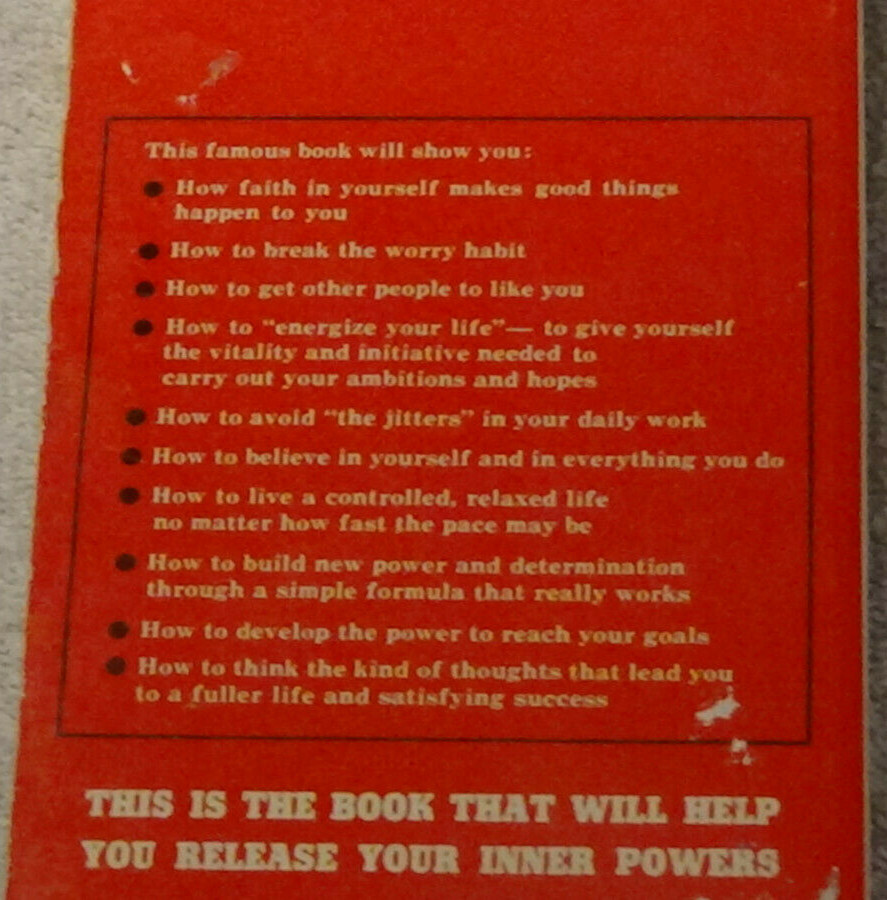 This famous book will show you:
● How faith in yourself makes good things
happen to you
● How to break the worry habit
● How to get other people to like you
● How to "energize your life"— to give yourself
the vitality and initiative needed to
carry out your ambitions and hopes
● How to avoid "the jitters" in your daily work
● How to believe in yourself and in everything you do
● How to live a controlled, relaxed life
no matter how fast the pace may be
● How to build new power and determination
through a simple formula that really works
● How to develop the power to reach your goals
● How to think the kind of thoughts that lead you
to a fuller life and satisfying success
THIS IS THE BOOK THAT WILL HELP
YOU RELEASE YOUR INNER POWERS